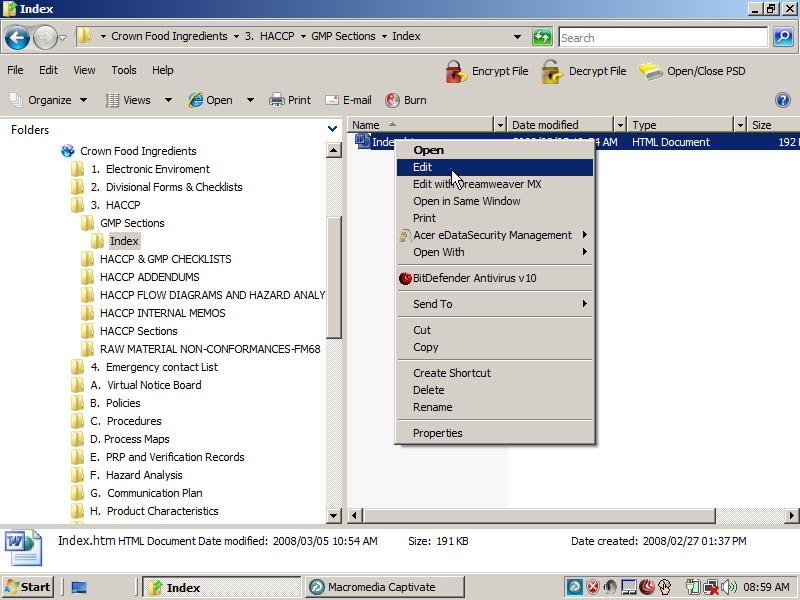 Index
Crown Food Ingredients 3. HACCP GMP Sections Index Search
File Edit View Tools Help Encrypt File Decrypt File Open/Close PSD
Organize Views Open Print E-mail Burn
Folders
Name Date modified Type Size
Crown Food Ingredients
1. Electronic Enviroment
2. Divisional Forms & Checklists
3. HACCP
GMP Sections
Index
HACCP & GMP CHECKLISTS
HACCP ADDENDUMS
HACCP FLOW DIAGRAMS AND HAZARD ANALY
HACCP INTERNAL MEMOS
HACCP Sections
RAW MATERIAL NON-CONFORMANCES-FM68
4. Emergency contact List
A. Virtual Notice Board
B. Policies
C. Procedures
D. Process Maps
E. PRP and Verification Records
F. Hazard Analysis
G. Communication Plan
H. Product Characteristics
AM HTML Document 192
Open
Edit
Edit with Dreamweaver MX
Open in Same Window
Print
Acer eDataSecurity Management
Open With
BitDefender Antivirus v10
Send To
Cut
Copy
Create Shortcut
Delete
Rename
Properties
Index.htm HTML Document Date modified: 2008/03/05 10:54 AM Size: 191 KB Date created: 2008/02/27 01:37 PM
Start Index Macromedia Captivate 08:59 AM